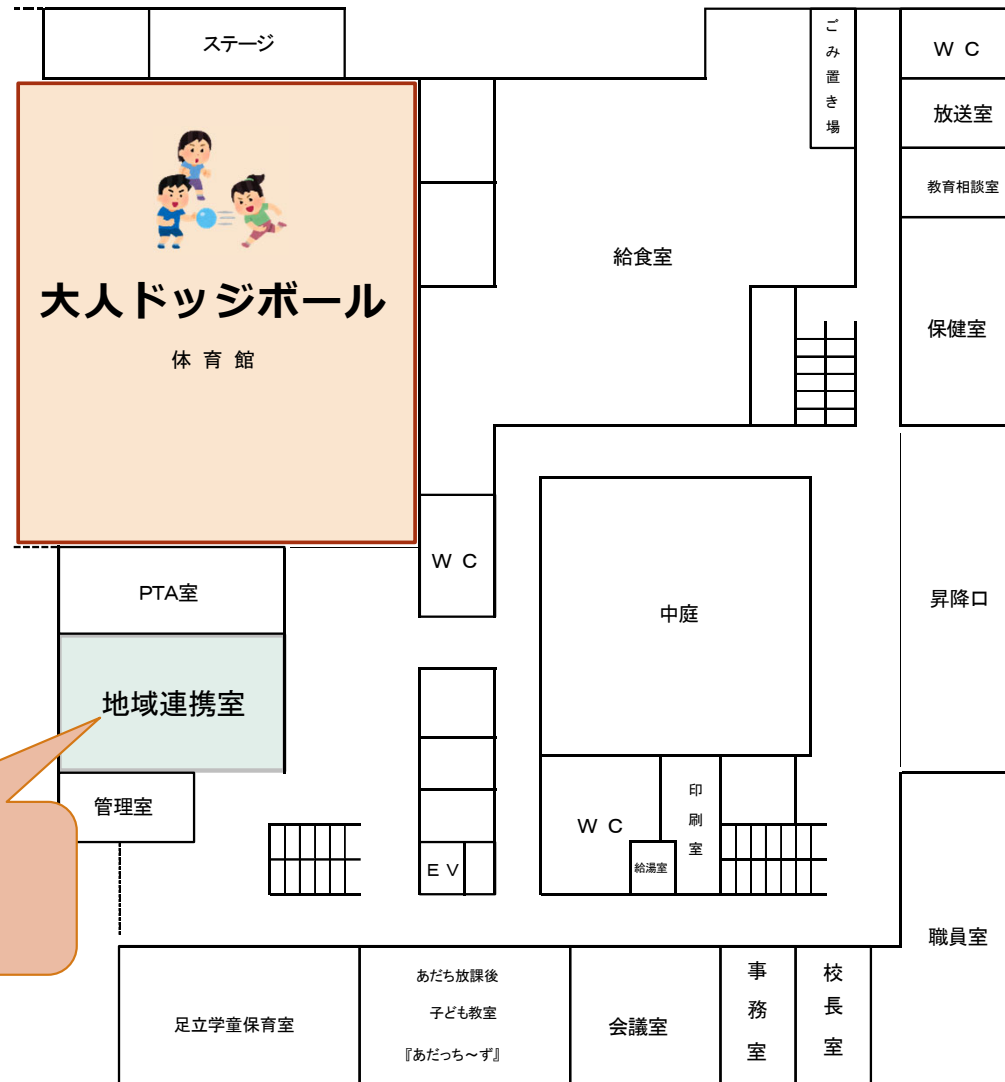 ステージ
ごみ置き場
ＷＣ
放送室
教育相談室
給食室
保健室
大人ドッジボール
体育館
ＷＣ
中庭
昇降口
PTA室
地域連携室
管理室
ＥＶ
ＷＣ
印刷室
給湯室
職員室
足立学童保育室
あだち放課後
子ども教室
『あだっち～ず』
会議室
事務室
校長室